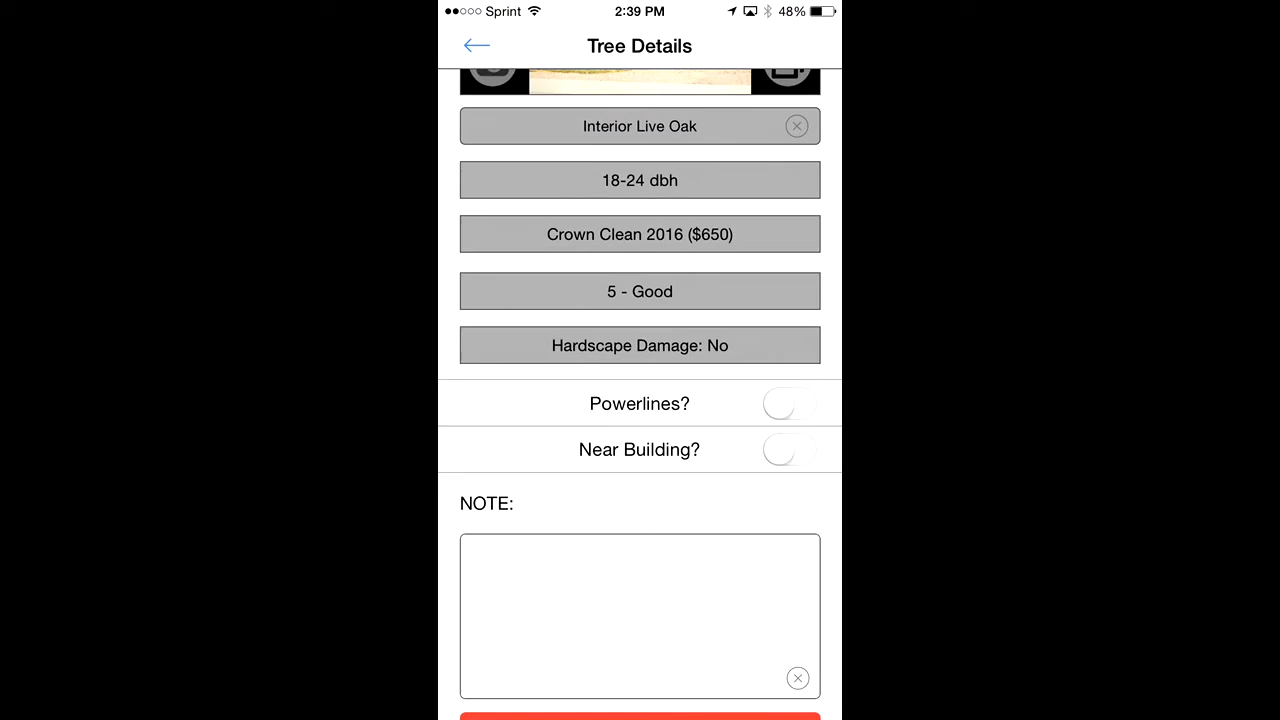 Sprint 2:39 PM 48%
Tree Details
Interior Live Oak
18-24 dbh
Crown Clean 2016 ($650)
5 - Good
Hardscape Damage: No
Powerlines?
Near Building?
NOTE: